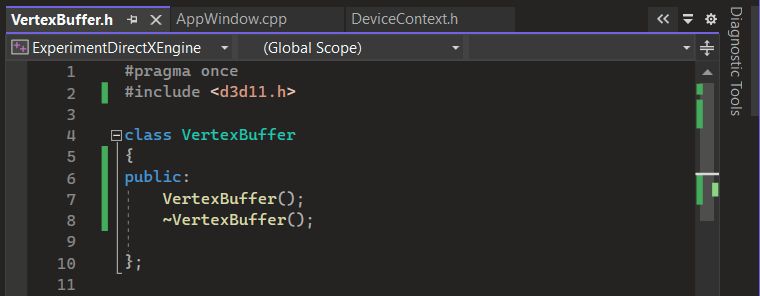 VertexBuffer.h AppWindow.cpp DeviceContext.h
ExperimentDirectXEngine (Global Scope)
Diagnostic Tools
1 #pragma once
2 #include <d3d11.h>
3
4 class VertexBuffer
5 {
6 public:
7 VertexBuffer();
8 ~VertexBuffer();
9
10 };
11